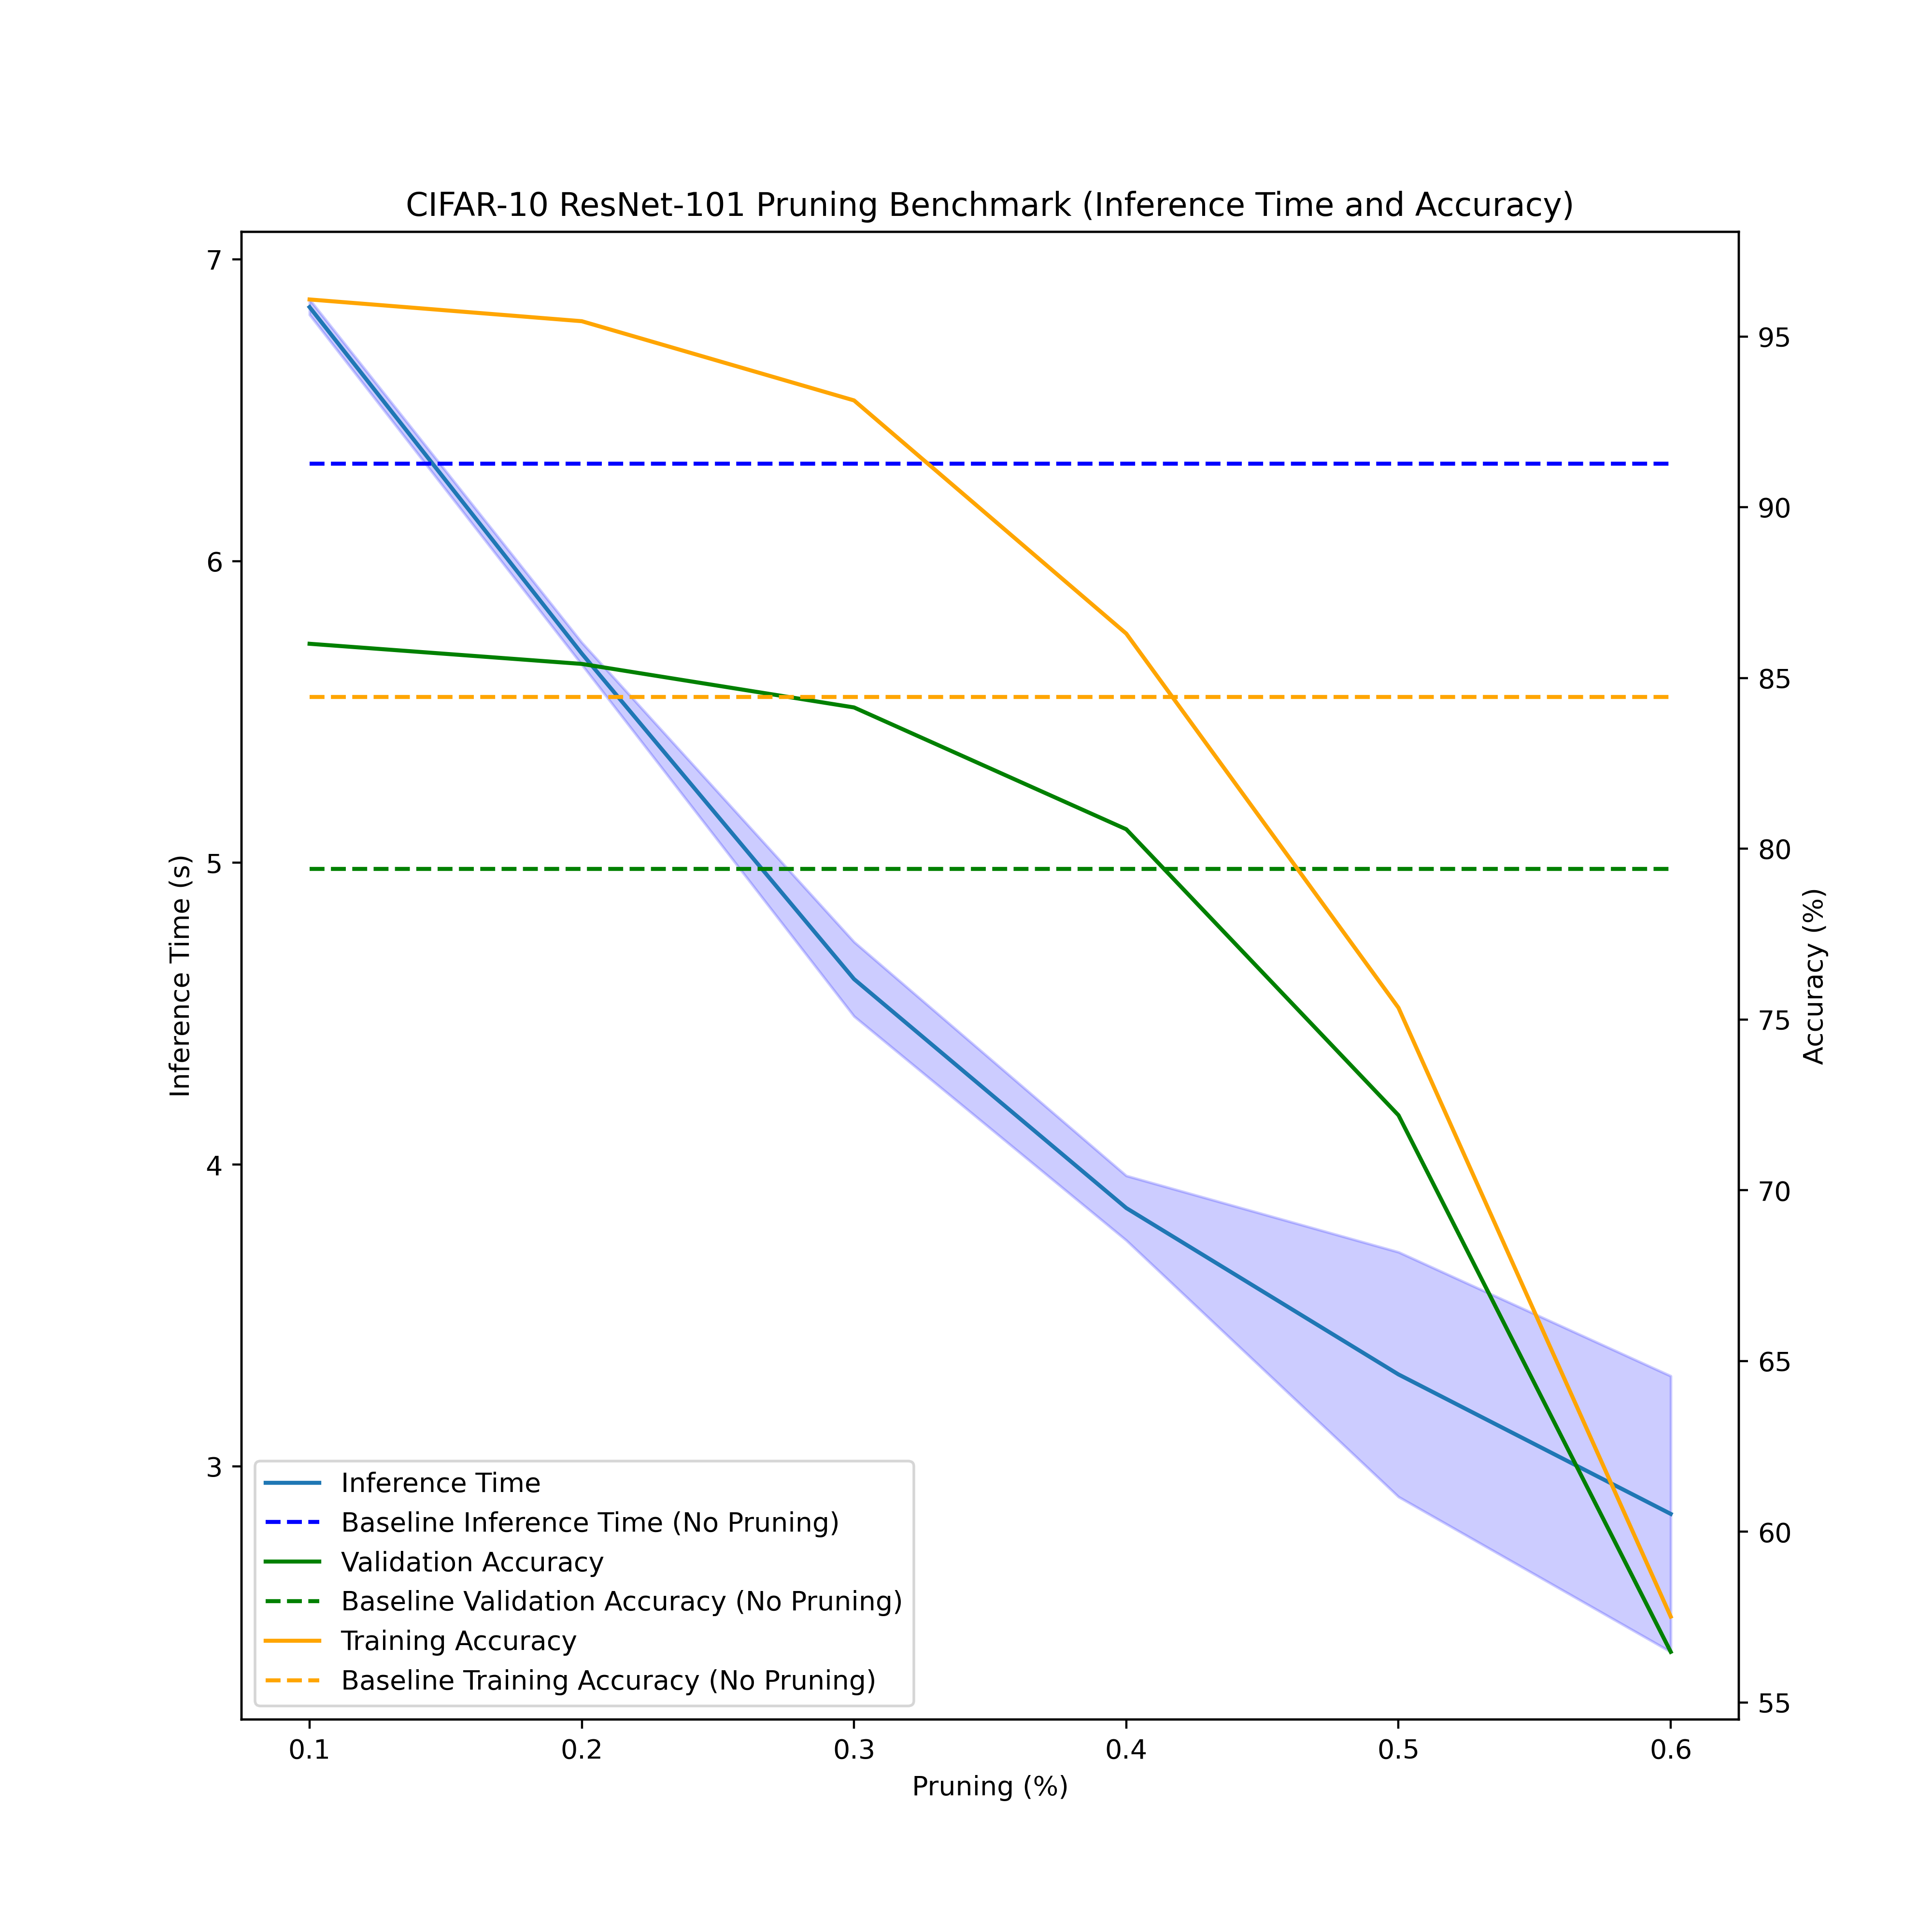 CIFAR-10 ResNet-101 Pruning Benchmark (Inference Time and Accuracy)
7
6
5
4
3
Inference Time (s)
95
90
85
80
75
70
65
60
55
Accuracy (%)
Inference Time
Baseline Inference Time (No Pruning)
Validation Accuracy
Baseline Validation Accuracy (No Pruning)
Training Accuracy
Baseline Training Accuracy (No Pruning)
0.1 0.2 0.3 0.4 0.5 0.6
Pruning (%)